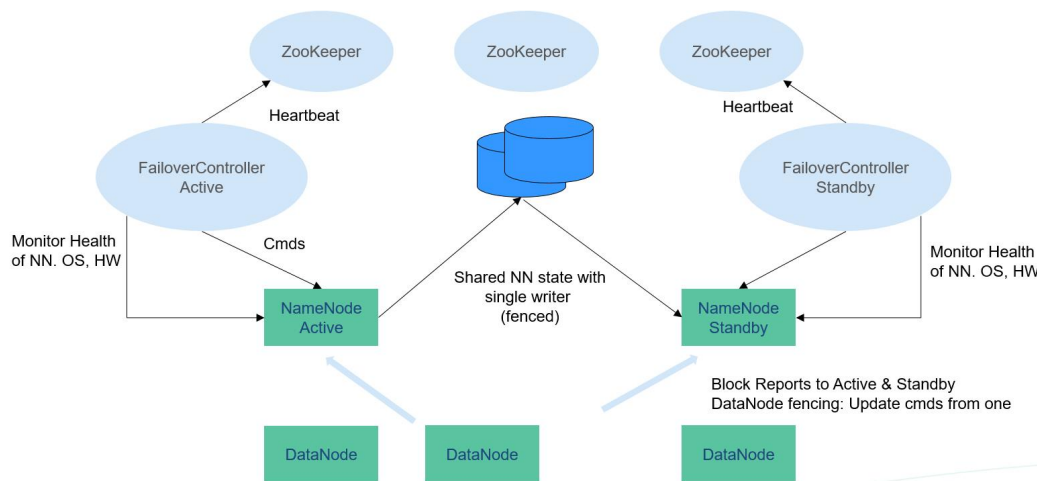 ZooKeeper
ZooKeeper
ZooKeeper
Heartbeat
Heartbeat
FailoverController
Active
FailoverController
Standby
Monitor Health
of NN. OS, HW
Cmds
Monitor Health
of NN. OS, HW
Shared NN state with
single writer
(fenced)
NameNode
Active
NameNode
Standby
Block Reports to Active & Standby
DataNode fencing: Update cmds from one
DataNode
DataNode
DataNode